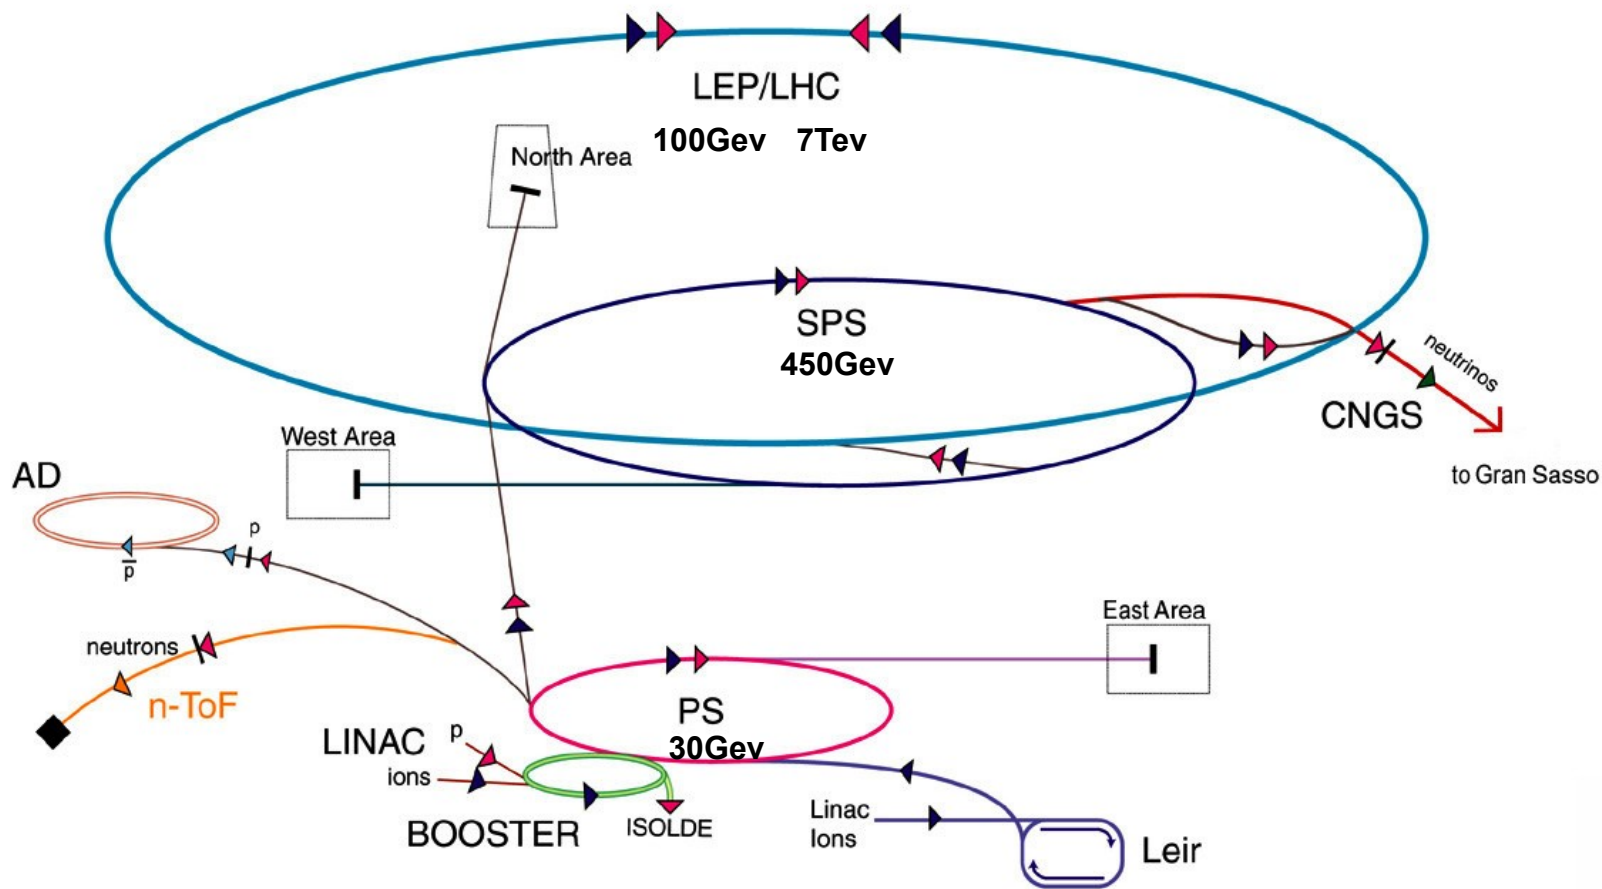 LEP/LHC
100Gev 7Tev
North Area
SPS
450Gev
neutrinos
CNGS
to Gran Sasso
West Area
AD
p
p
East Area
neutrons
n-ToF
PS
30Gev
LINAC
p
ions
BOOSTER
ISOLDE
Linac
Ions
Leir